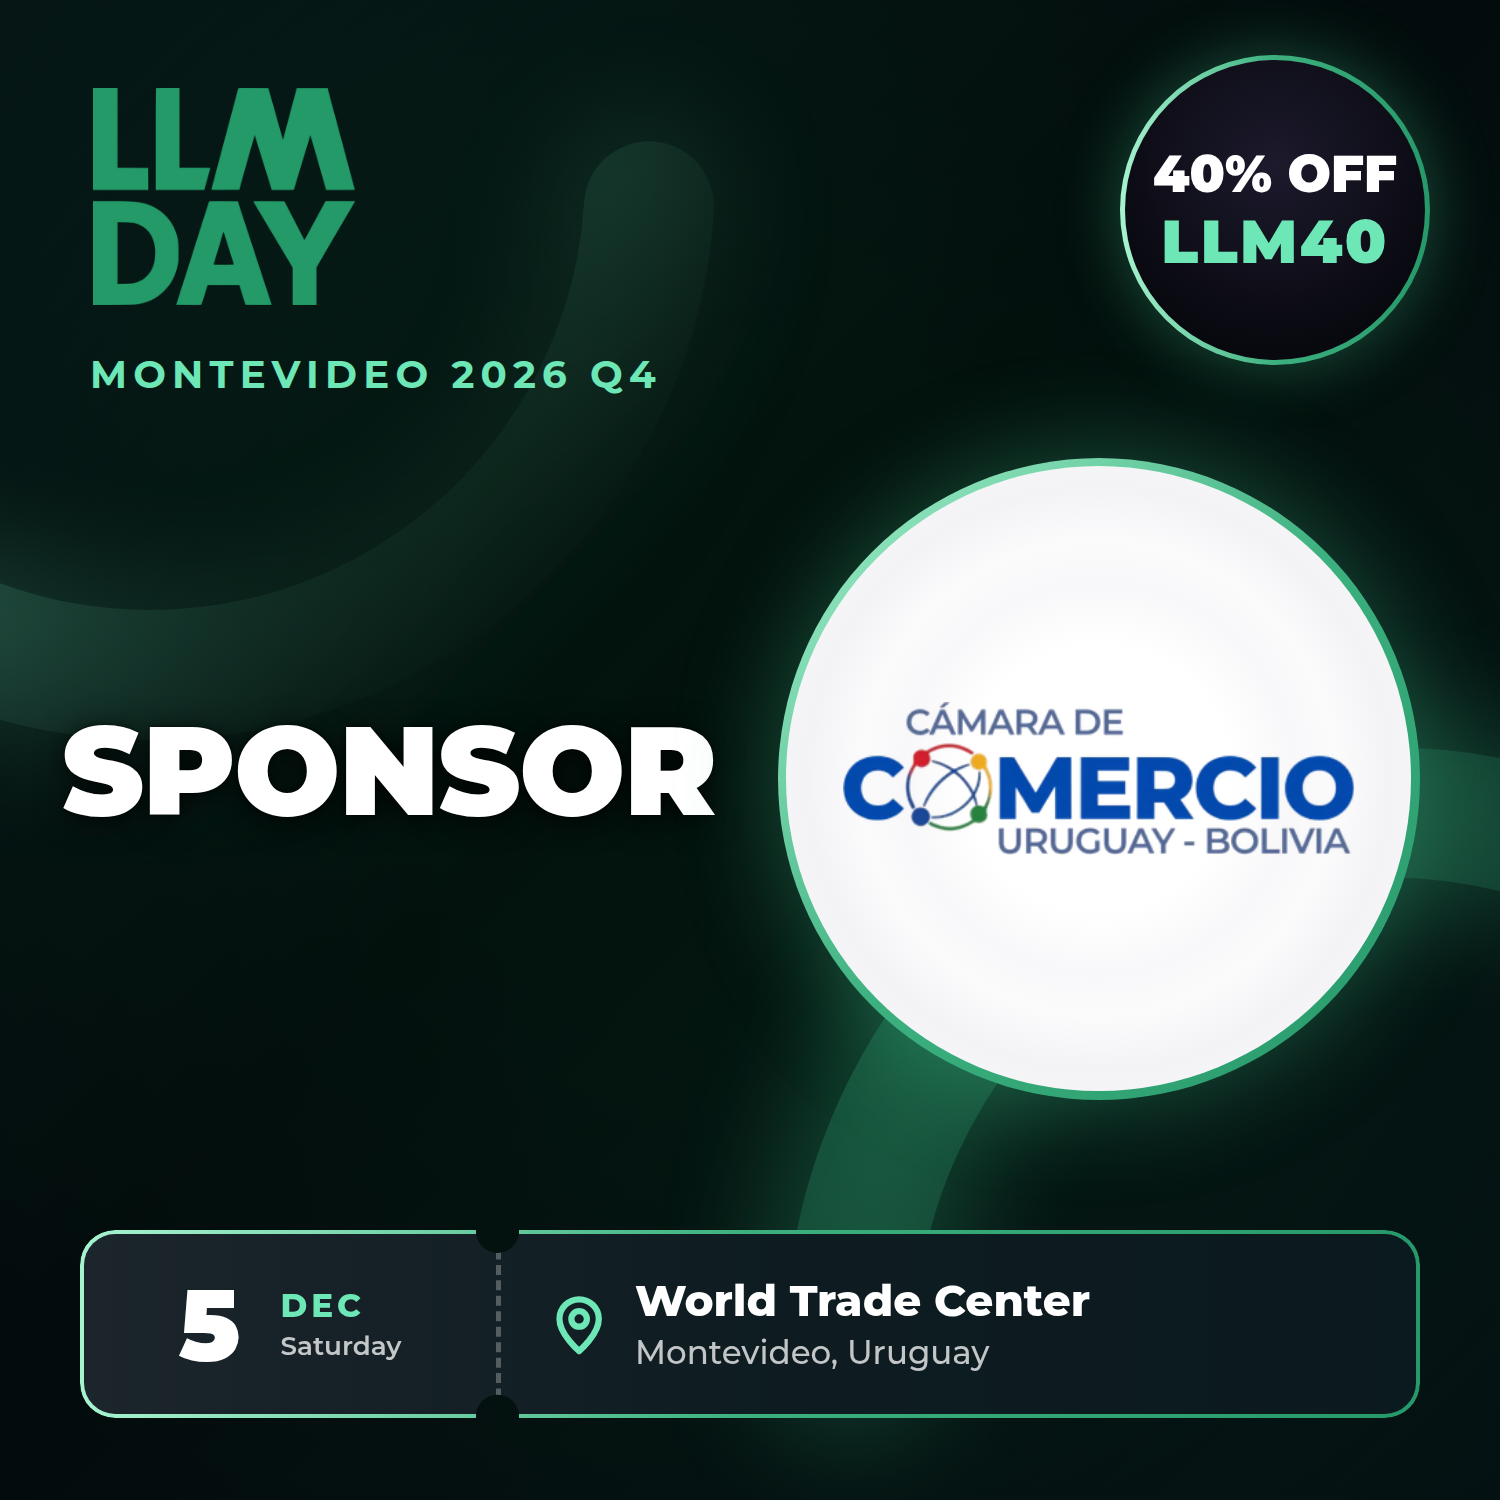 LLM
DAY
MONTEVIDEO 2026 Q4
40% OFF
LLM40
SPONSOR
CÁMARA DE
COMERCIO
URUGUAY - BOLIVIA
5
DEC
Saturday
World Trade Center
Montevideo, Uruguay